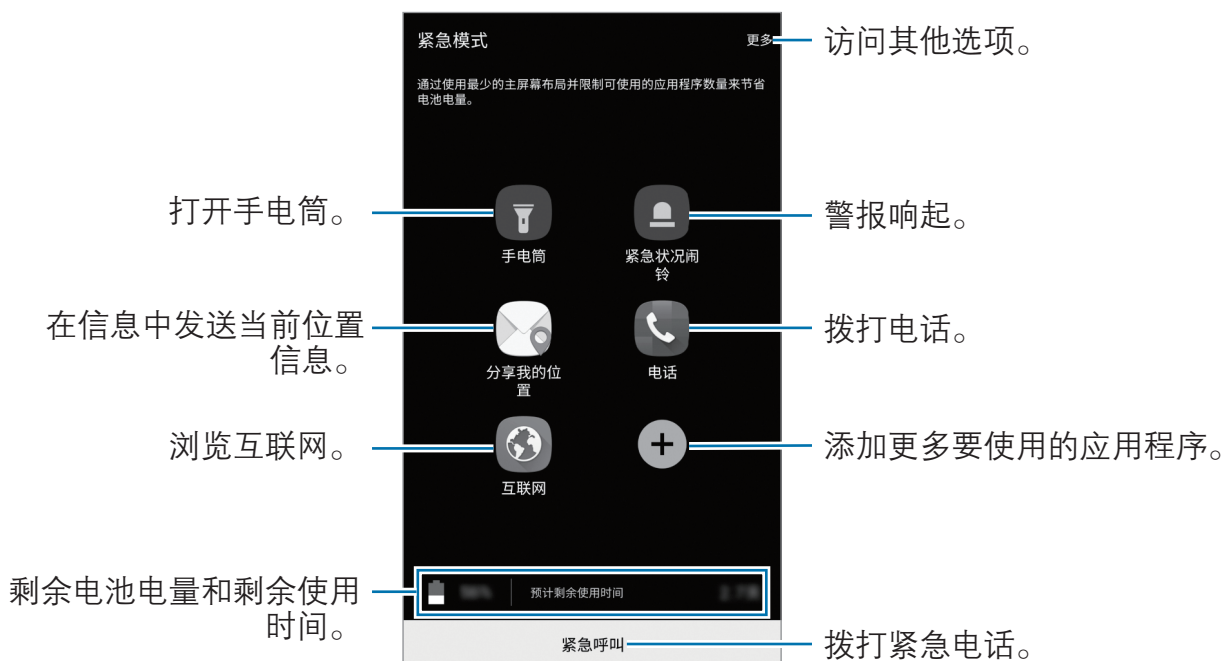 紧急模式
更多
访问其他选项。
通过使用最少的主屏幕布局并限制可使用的应用程序数量来节省
电池电量。
打开手电筒。
手电筒
紧急状况闹
铃
警报响起。
在信息中发送当前位置
信息。
分享我的位
置
电话
拨打电话。
浏览互联网。
互联网
添加更多要使用的应用程序。
剩余电池电量和剩余使用
时间。
预计剩余使用时间
紧急呼叫
拨打紧急电话。